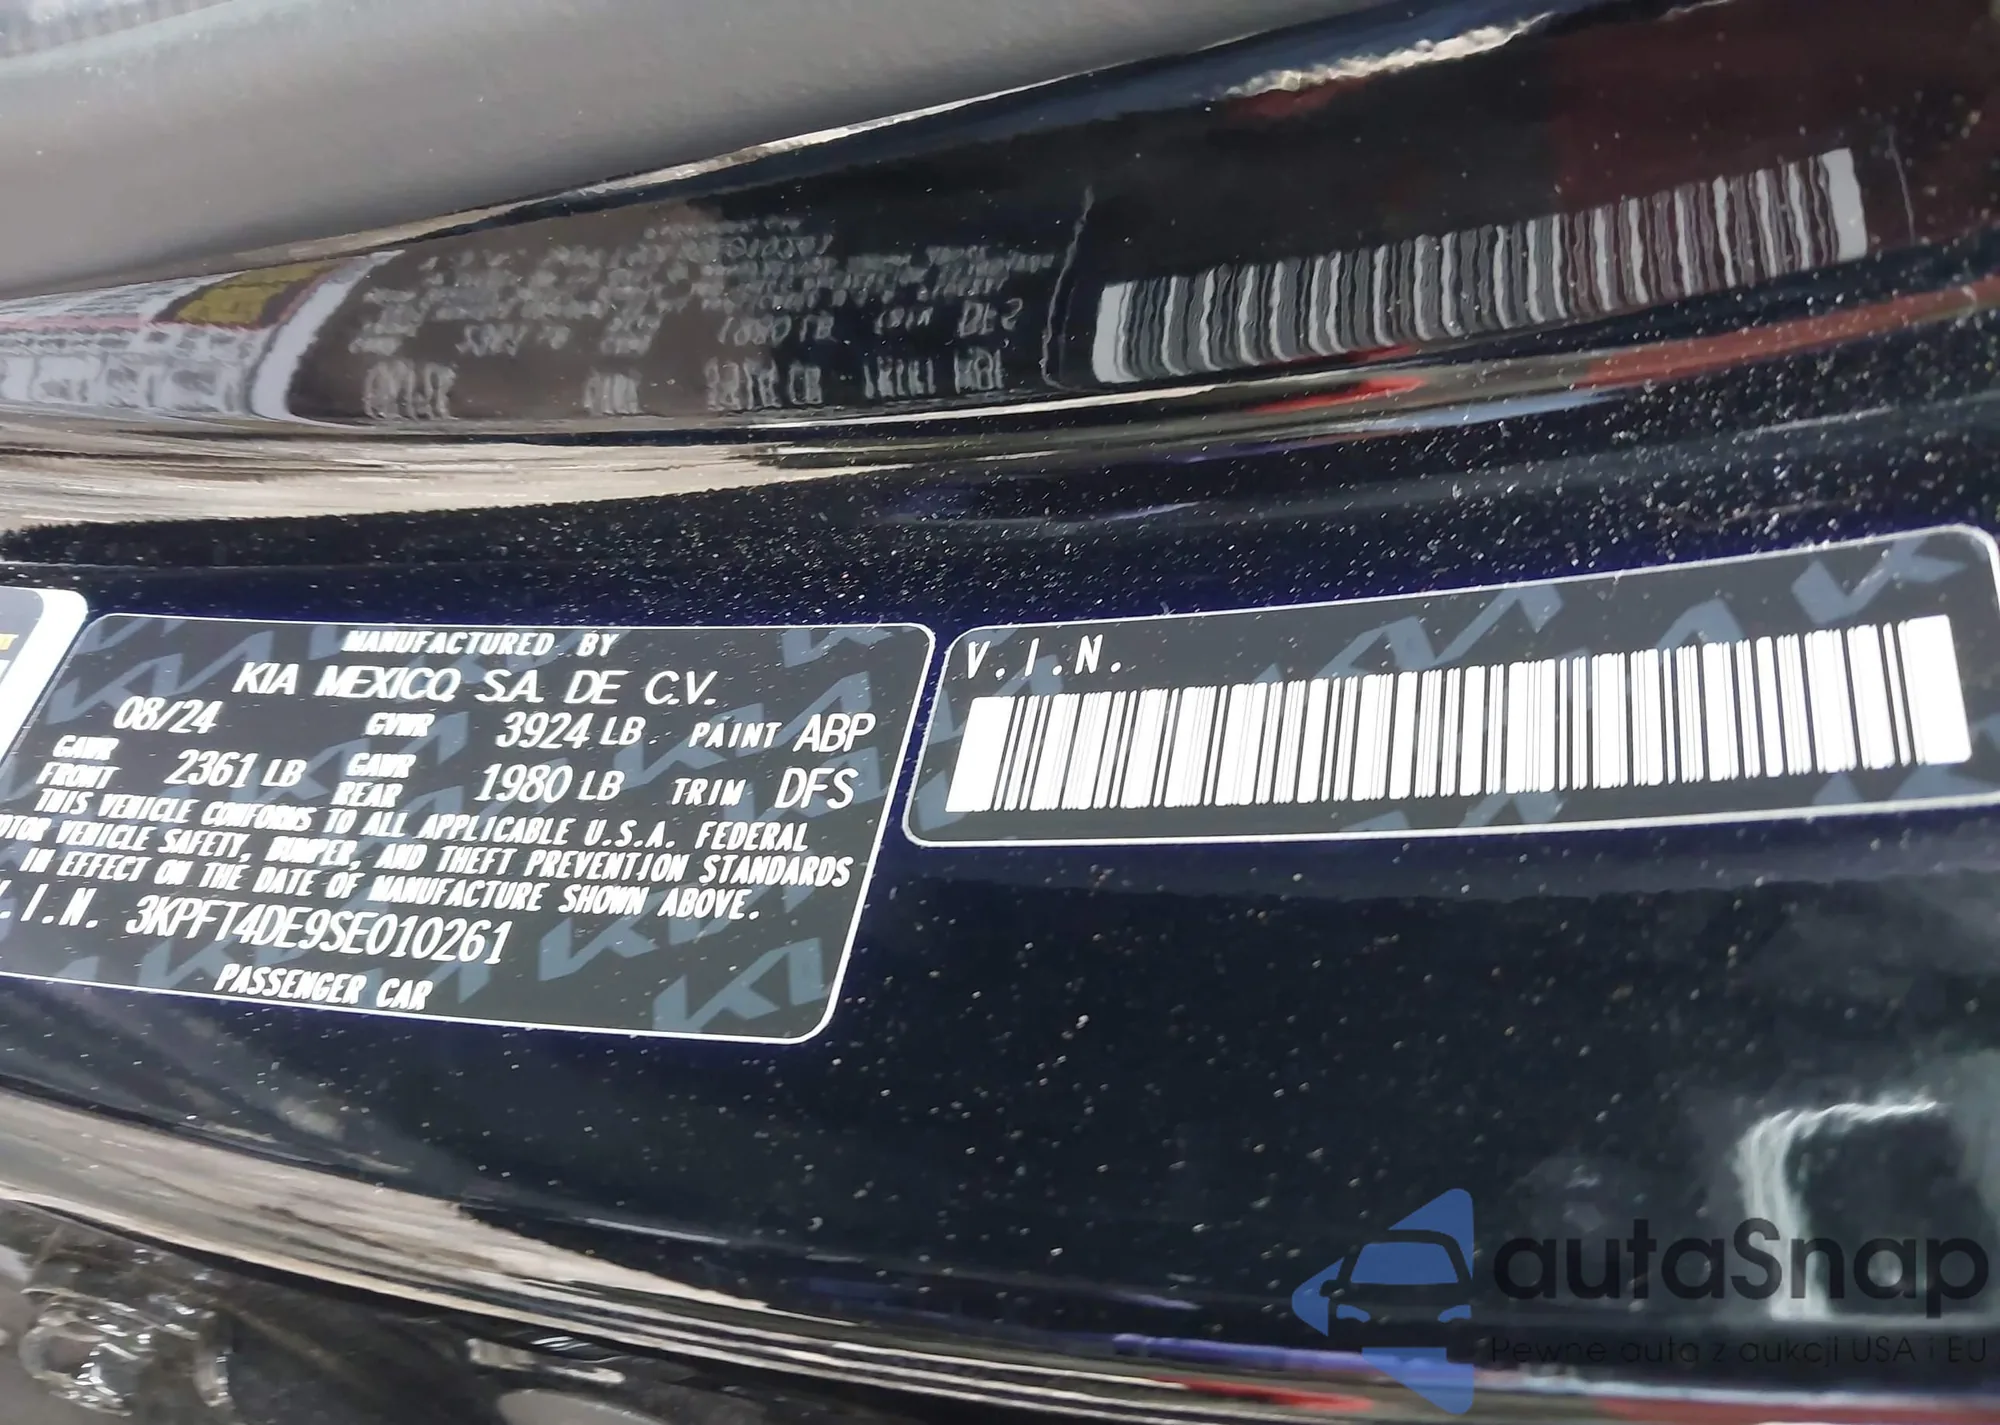 MANUFACTURED BY
KIA MEXICO S.A. DE C.V.
08/24 GVWR 3924 LB PAINT ABP
GAWR FRONT 2361 LB GAWR REAR 1980 LB TRIM DFS
THIS VEHICLE CONFORMS TO ALL APPLICABLE U.S.A. FEDERAL
VEHICLE SAFETY, BUMPER, AND THEFT PREVENTION STANDARDS
IN EFFECT ON THE DATE OF MANUFACTURE SHOWN ABOVE.
V.I.N. 3KPFT4DE9SE010261
PASSENGER CAR
V.I.N.
autaSnap
Pewne auta z aukcji USA i EU